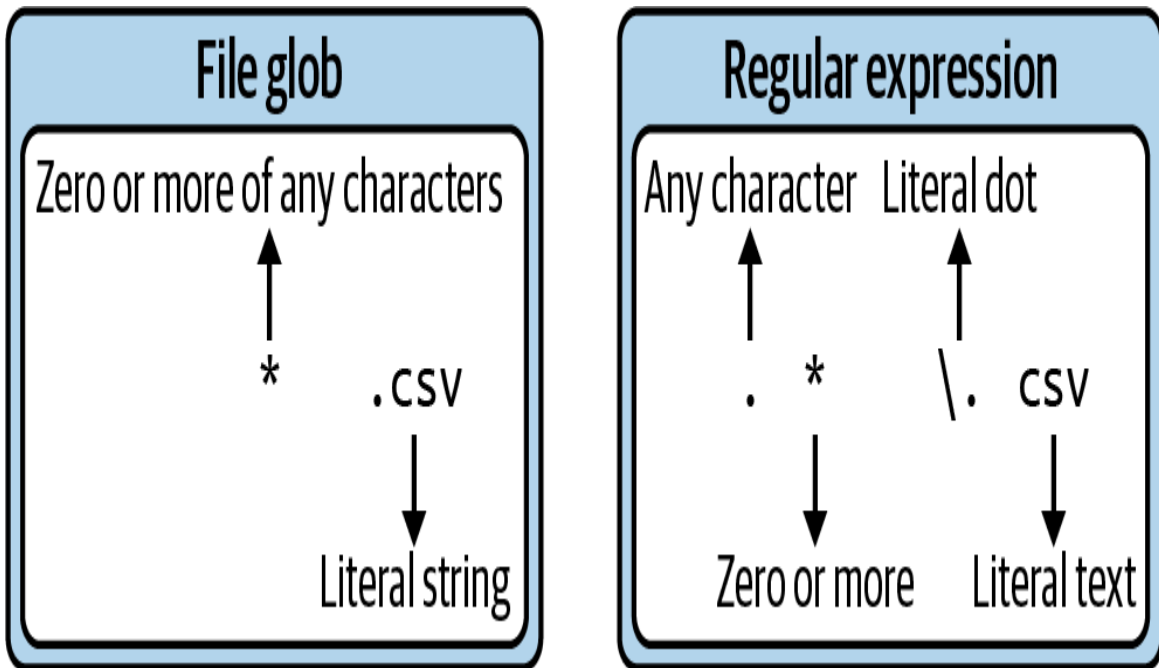 File glob
Zero or more of any characters
* .csv
Literal string
Regular expression
Any character Literal dot
. * \. csv
Zero or more Literal text